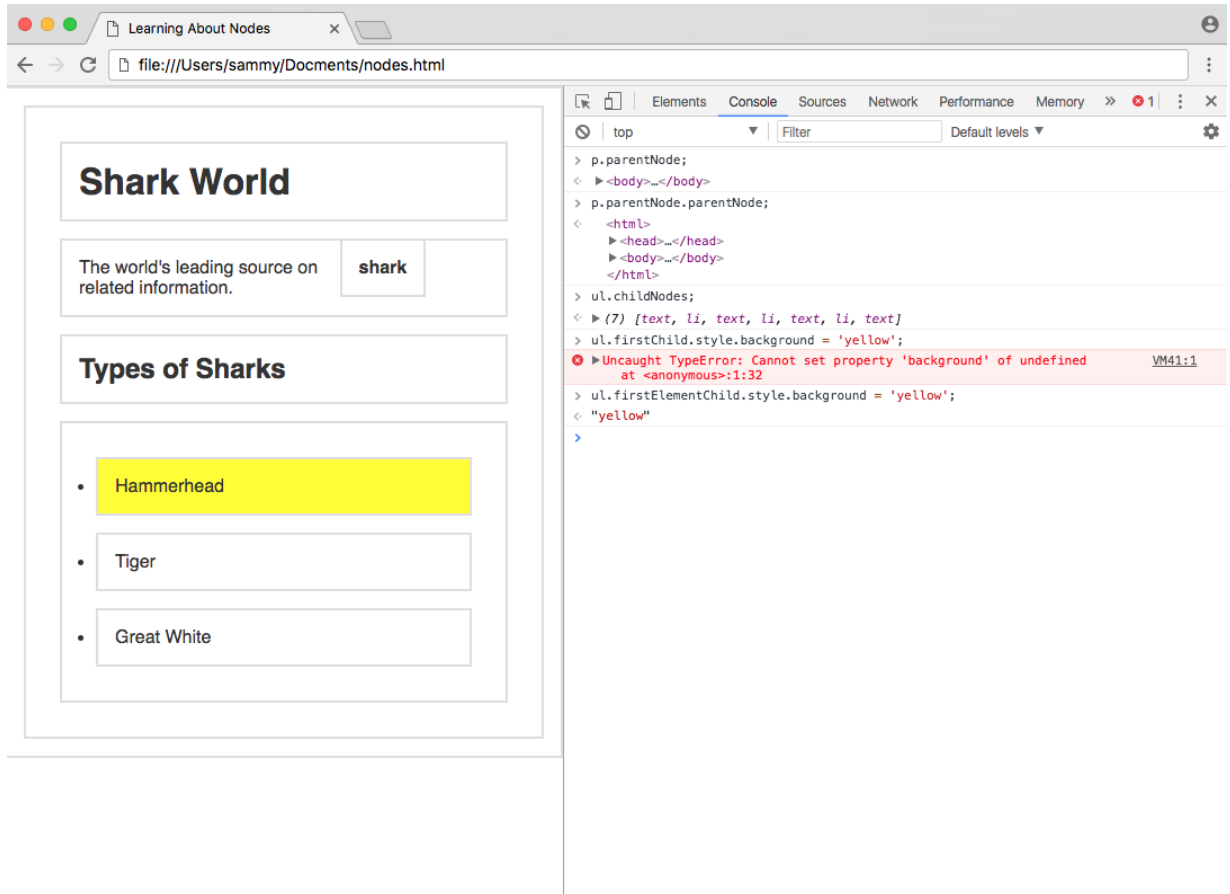 Learning About Nodes
file:///Users/sammy/Docments/nodes.html
Shark World
The world's leading source on shark
related information.
Types of Sharks
• Hammerhead
• Tiger
• Great White
Elements Console Sources Network Performance Memory » 1
top ▼ Filter Default levels ▼
> p.parentNode;
<· ▶<body>…</body>
> p.parentNode.parentNode;
<· <html>
▶<head>…</head>
▶<body>…</body>
</html>
> ul.childNodes;
<· ▶(7) [text, li, text, li, text, li, text]
> ul.firstChild.style.background = 'yellow';
▶Uncaught TypeError: Cannot set property 'background' of undefined VM41:1
at <anonymous>:1:32
> ul.firstElementChild.style.background = 'yellow';
<· "yellow"
>